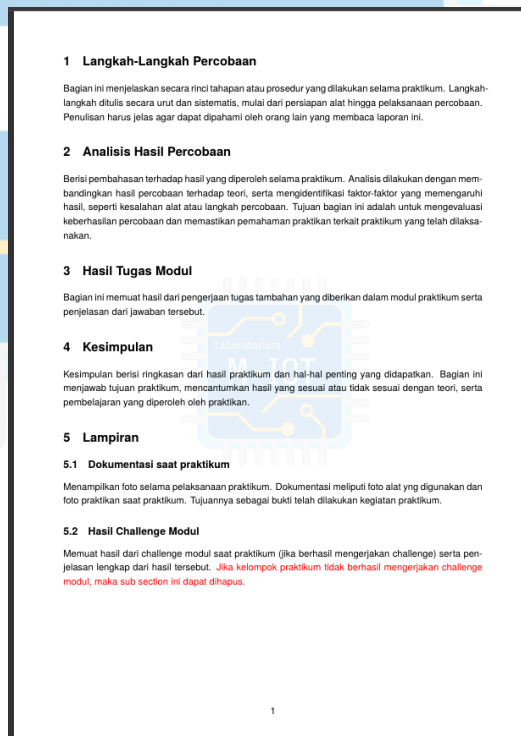 1 Langkah-Langkah Percobaan
Bagian ini menjelaskan secara rinci tahapan atau prosedur yang dilakukan selama praktikum. Langkah-
langkah ditulis secara urut dan sistematis, mulai dari persiapan alat hingga pelaksanaan percobaan.
Penulisan harus jelas agar dapat dipahami oleh orang lain yang membaca laporan ini.
2 Analisis Hasil Percobaan
Berisi pembahasan terhadap hasil yang diperoleh selama praktikum. Analisis dilakukan dengan mem-
bandingkan hasil percobaan terhadap teori, serta mengidentifikasi faktor-faktor yang memengaruhi
hasil, seperti kesalahan alat atau langkah percobaan. Tujuan bagian ini adalah untuk mengevaluasi
keberhasilan percobaan dan memastikan pemahaman praktikan terkait praktikum yang telah dilaksa-
nakan.
3 Hasil Tugas Modul
Bagian ini memuat hasil dari pengerjaan tugas tambahan yang diberikan dalam modul praktikum serta
penjelasan dari jawaban tersebut.
Laboratorium
4 Kesimpulan
M IOT
Kesimpulan berisi ringkasan dari hasil praktikum dan hal-hal penting yang didapatkan. Bagian ini
menjawab tujuan praktikum, mencantumkan hasil yang sesuai atau tidak sesuai dengan teori, serta
pembelajaran yang diperoleh oleh praktikan.
5 Lampiran
5.1 Dokumentasi saat praktikum
Menampilkan foto selama pelaksanaan praktikum. Dokumentasi meliputi foto alat yng digunakan dan
foto praktikan saat praktikum. Tujuannya sebagai bukti telah dilakukan kegiatan praktikum.
5.2 Hasil Challenge Modul
Memuat hasil dari challenge modul saat praktikum (jika berhasil mengerjakan challenge) serta pen-
jelasan lengkap dari hasil tersebut. Jika kelompok praktikum tidak berhasil mengerjakan challenge
modul, maka sub section ini dapat dihapus.
1